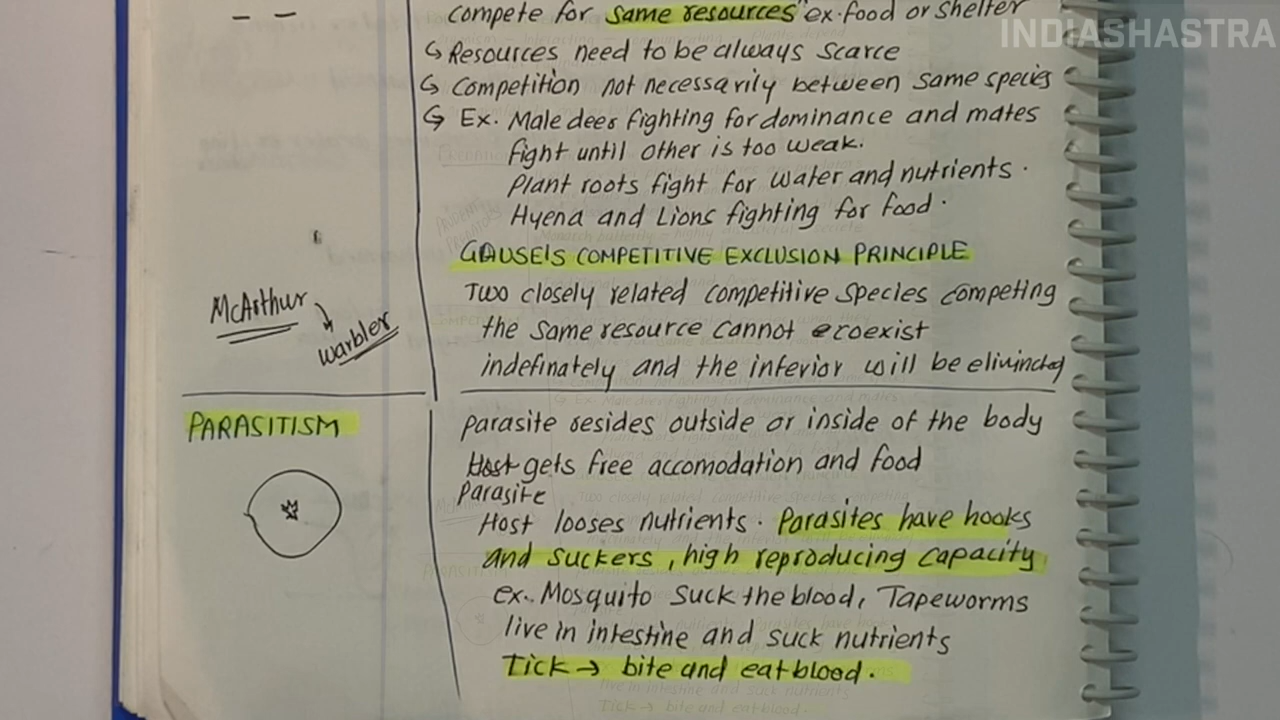 INDIASHASTRA
– –
compete for same resources ex. food or shelter
↳ Resources need to be always scarce
↳ Competition not necessarily between same species
↳ Ex. Male deer fighting for dominance and mates
fight until other is too weak.
Plant roots fight for water and nutrients.
Hyena and Lions fighting for food.
GAUSE'S COMPETITIVE EXCLUSION PRINCIPLE
Two closely related competitive species competing
the same resource cannot coexist
indefinately and the inferior will be
McArthur
warbler
PARASITISM
parasite resides outside or inside of the body
Host gets free accomodation and food
Parasite
Host looses nutrients. Parasites have hooks
and suckers, high reproducing capacity
ex. Mosquito suck the blood, Tapeworms
live in intestine and suck nutrients
Tick → bite and eat blood.